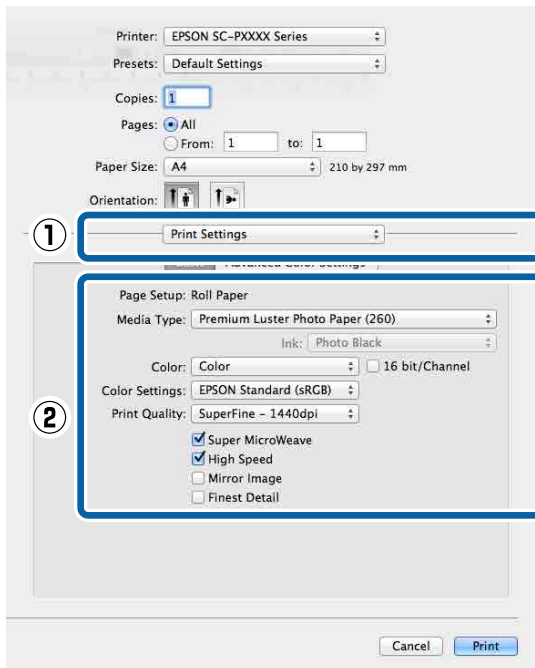 Printer: EPSON SC-PXXXX Series
Presets: Default Settings
Copies: 1
Pages: All
From: 1 to: 1
Paper Size: A4 210 by 297 mm
Orientation:
1 Print Settings
Advanced Color Settings
Page Setup: Roll Paper
Media Type: Premium Luster Photo Paper (260)
Ink: Photo Black
Color: Color 16 bit/Channel
Color Settings: EPSON Standard (sRGB)
2 Print Quality: SuperFine - 1440dpi
Super MicroWeave
High Speed
Mirror Image
Finest Detail
Cancel Print